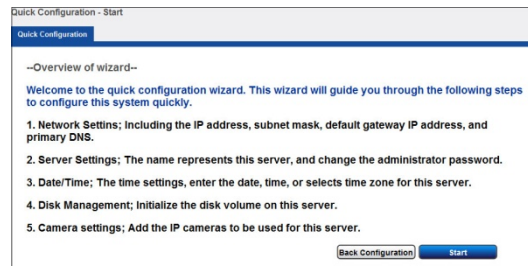 Quick Configuration - Start
Quick Configuration
--Overview of wizard--
Welcome to the quick configuration wizard. This wizard will guide you through the following steps
to configure this system quickly.
1. Network Settins; Including the IP address, subnet mask, default gateway IP address, and
primary DNS.
2. Server Settings; The name represents this server, and change the administrator password.
3. Date/Time; The time settings, enter the date, time, or selects time zone for this server.
4. Disk Management; Initialize the disk volume on this server.
5. Camera settings; Add the IP cameras to be used for this server.
Back Configuration Start